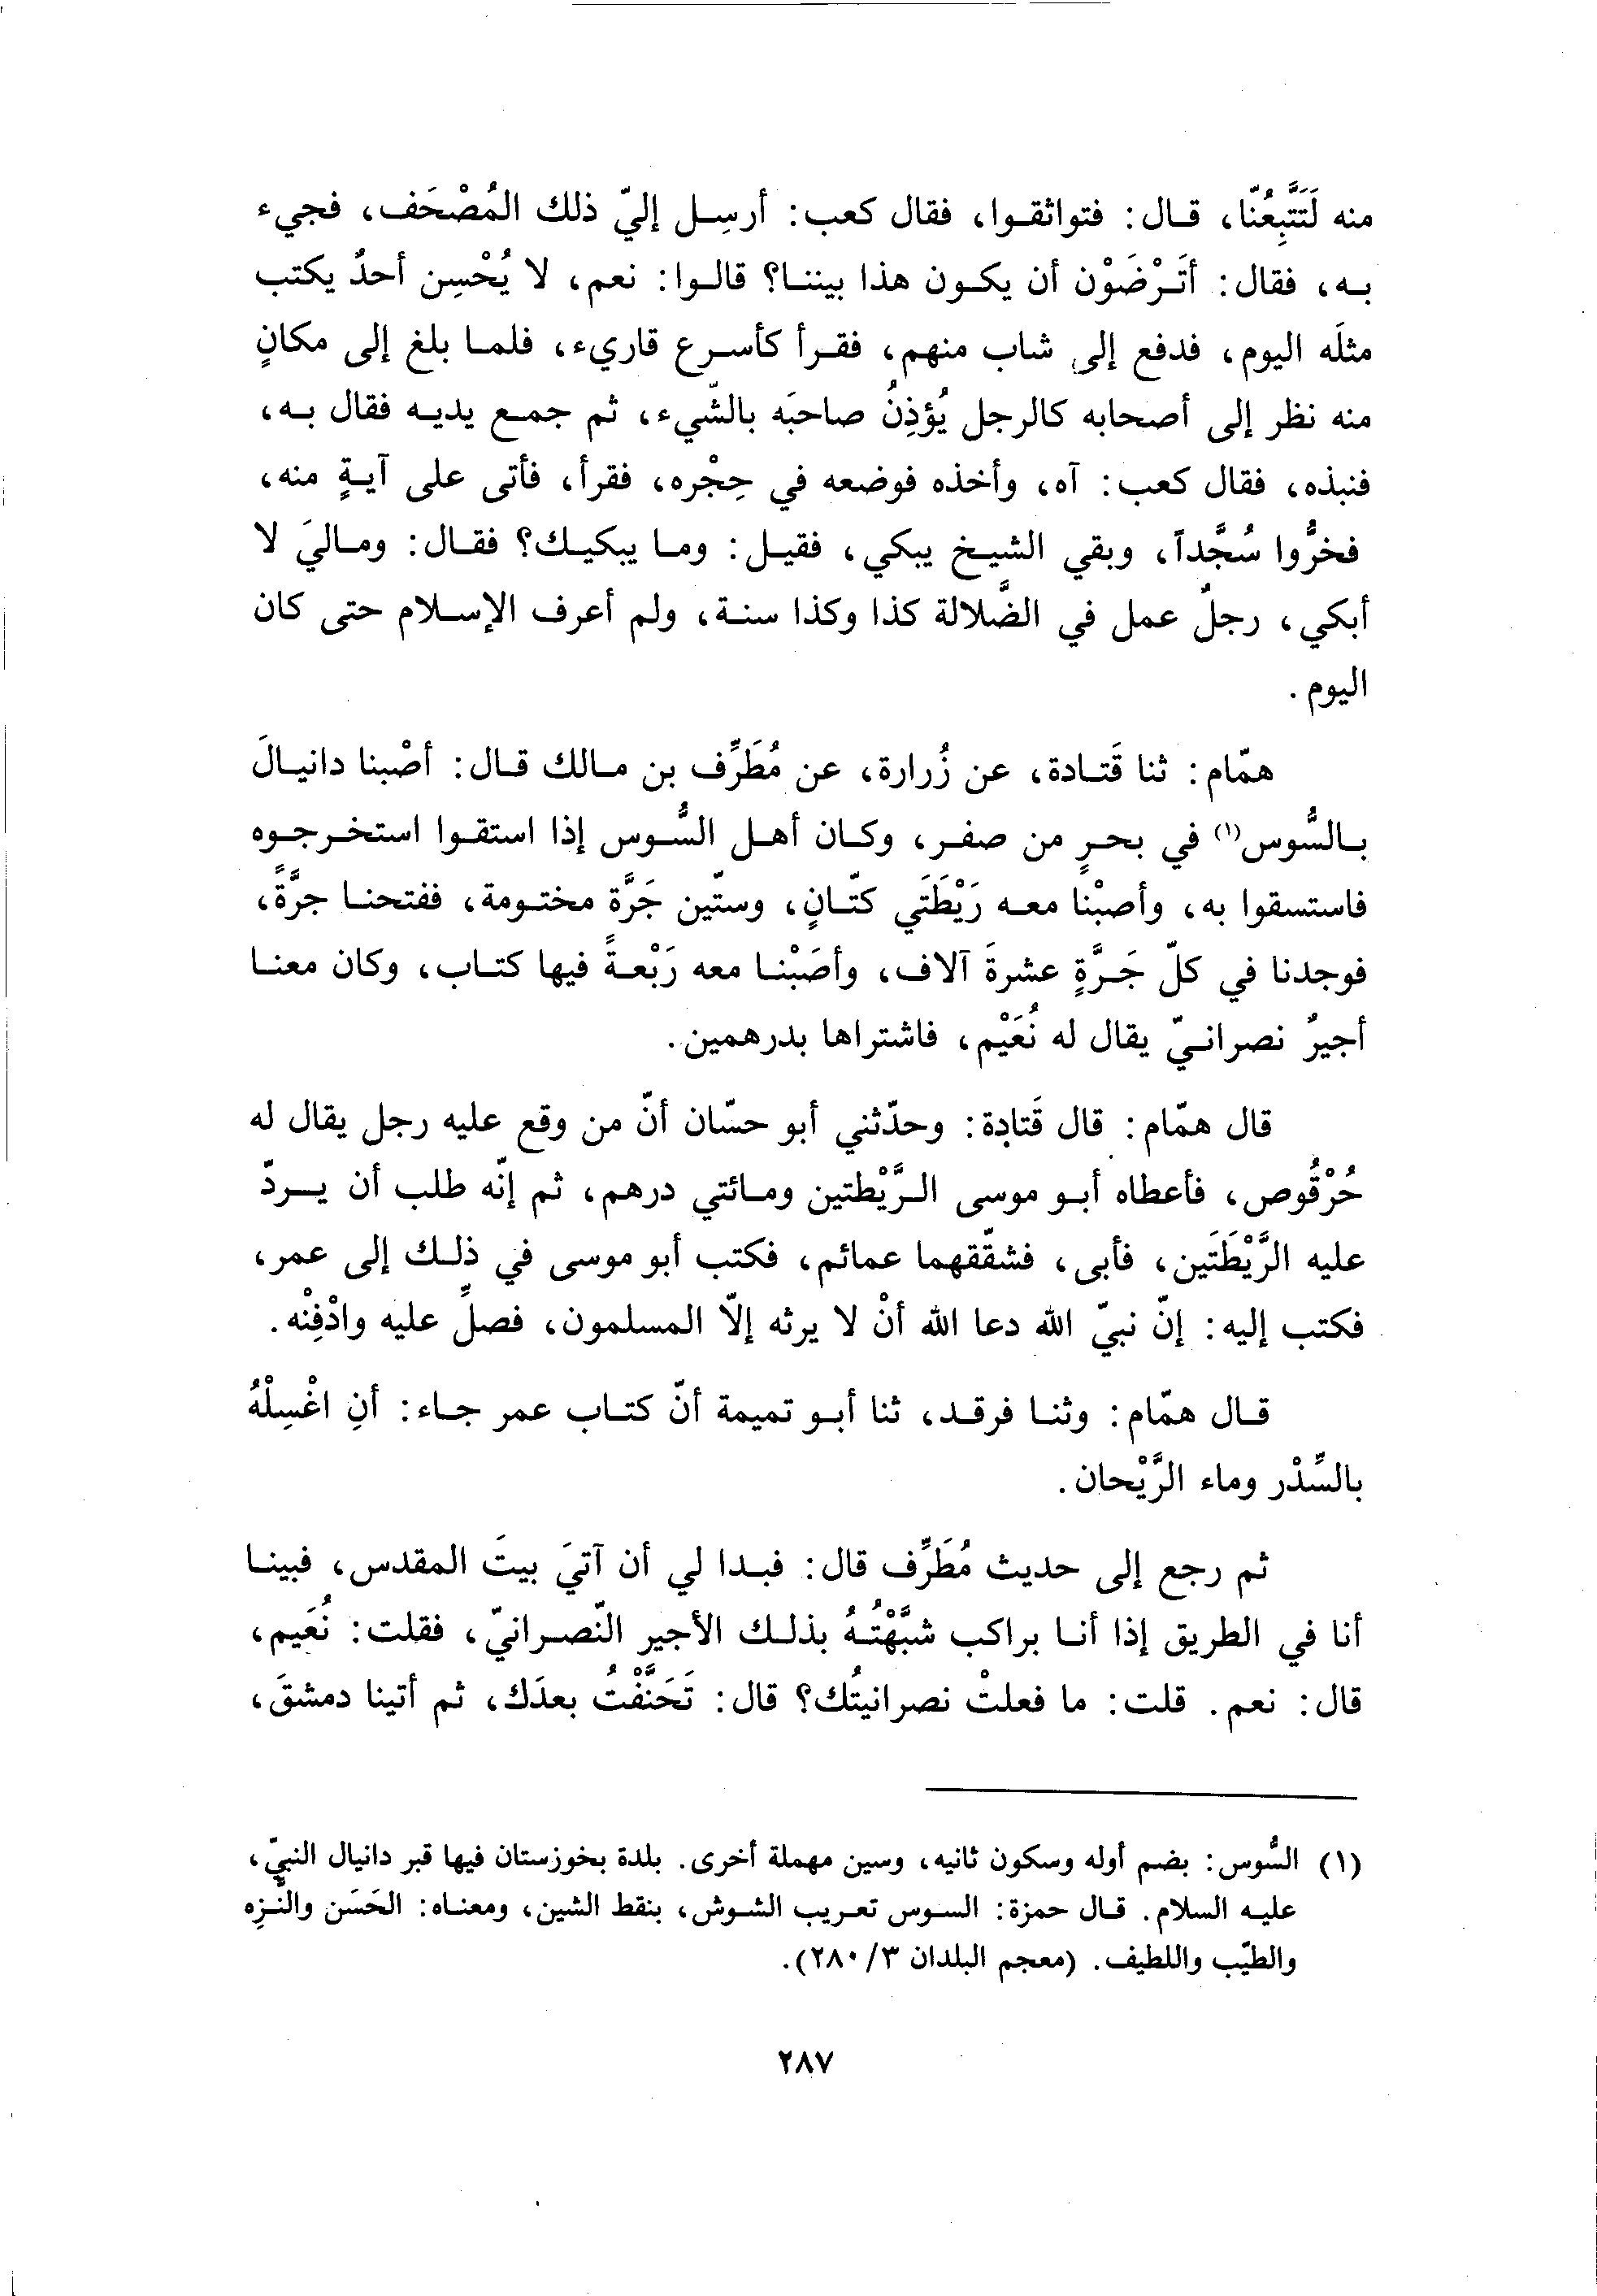 منه لَتَتَّبِعُنّا، قال: فتواثقوا، فقال كعب: أرسِل إليّ ذلك المُصْحَف، فجيء
به، فقال: أتَرْضَوْن أن يكون هذا بيننا؟ قالوا: نعم، لا يُحْسِن أحدٌ يكتب
مثلَه اليوم، فدفع إلى شاب منهم، فقرأ كأسرع قاريء، فلما بلغ إلى مكانٍ
منه نظر إلى أصحابه كالرجل يُؤذِنُ صاحبَه بالشّيء، ثم جمع يديه فقال به،
فنبذه، فقال كعب: آه، وأخذه فوضعه في حِجْره، فقرأ، فأتى على آيةٍ منه،
فخرُّوا سُجَّداً، وبقي الشيخ يبكي، فقيل: وما يبكيك؟ فقال: وماليَ لا
أبكي، رجلٌ عمل في الضَّلالة كذا وكذا سنة، ولم أعرف الإسلام حتى كان
اليوم.
همّام: ثنا قَتادة، عن زُرارة، عن مُطَرِّف بن مالك قال: أصْبنا دانيالَ
بالسُّوس(١) في بحرٍ من صفر، وكان أهل السُّوس إذا استقوا استخرجوه
فاستسقوا به، وأصبْنا معه رَيْطَتَي كتّانٍ، وستّين جَرَّة مختومة، ففتحنا جرَّةً،
فوجدنا في كلّ جَرَّةٍ عشرةَ آلاف، وأصَبْنا معه رَبْعةً فيها كتاب، وكان معنا
أجيرٌ نصرانيّ يقال له نُعَيْم، فاشتراها بدرهمين.
قال همّام: قال قَتادة: وحدّثني أبو حسّان أنّ من وقع عليه رجل يقال له
حُرْقُوص، فأعطاه أبو موسى الرَّيْطتين ومائتي درهم، ثم إنّه طلب أن يردّ
عليه الرَّيْطَتَين، فأبى، فشقّقهما عمائم، فكتب أبو موسى في ذلك إلى عمر،
فكتب إليه: إنّ نبيّ الله دعا الله أنْ لا يرثه إلّا المسلمون، فصلِّ عليه وادْفِنْه.
قال همّام: وثنا فرقد، ثنا أبو تميمة أنّ كتاب عمر جاء: أنِ اغْسِلْهُ
بالسِّدْر وماء الرَّيْحان.
ثم رجع إلى حديث مُطَرِّف قال: فبدا لي أن آتيَ بيتَ المقدس، فبينا
أنا في الطريق إذا أنا براكب شبَّهْتُهُ بذلك الأجير النّصرانيّ، فقلت: نُعَيم،
قال: نعم. قلت: ما فعلتْ نصرانيتُك؟ قال: تَحَنَّفْتُ بعدَك، ثم أتينا دمشقَ،
(١) السُّوس: بضم أوله وسكون ثانيه، وسين مهملة أخرى. بلدة بخوزستان فيها قبر دانيال النبيّ،
عليه السلام. قال حمزة: السوس تعريب الشوش، بنقط الشين، ومعناه: الحَسَن والنَّزِه
والطيّب واللطيف. (معجم البلدان ٣/٢٨٠).
٢٨٧